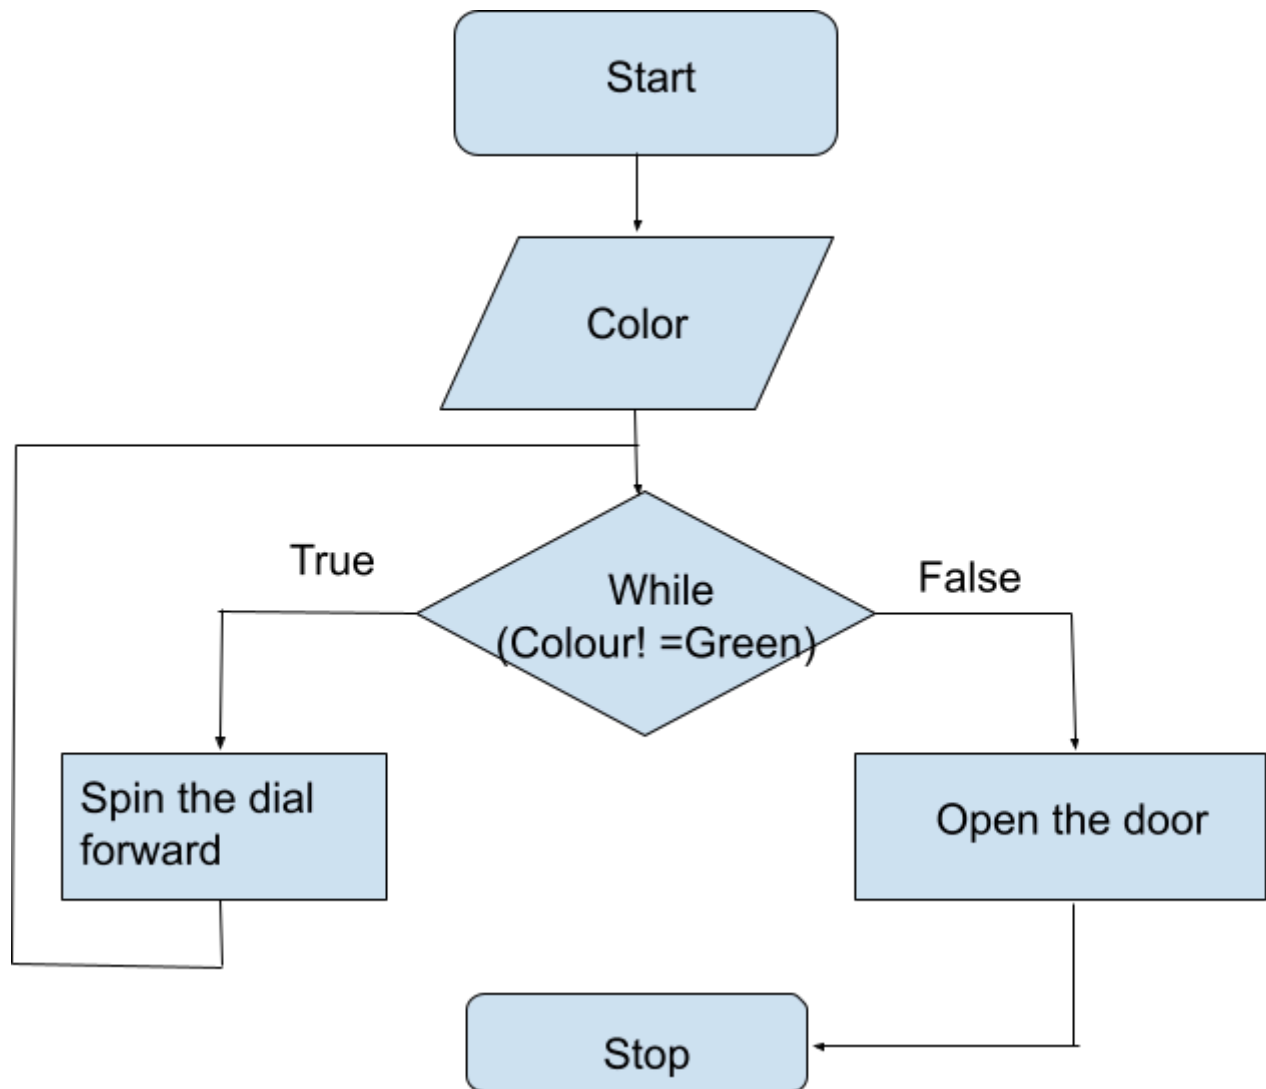 Start
Color
True
False
While
(Colour! =Green)
Spin the dial
forward
Open the door
Stop